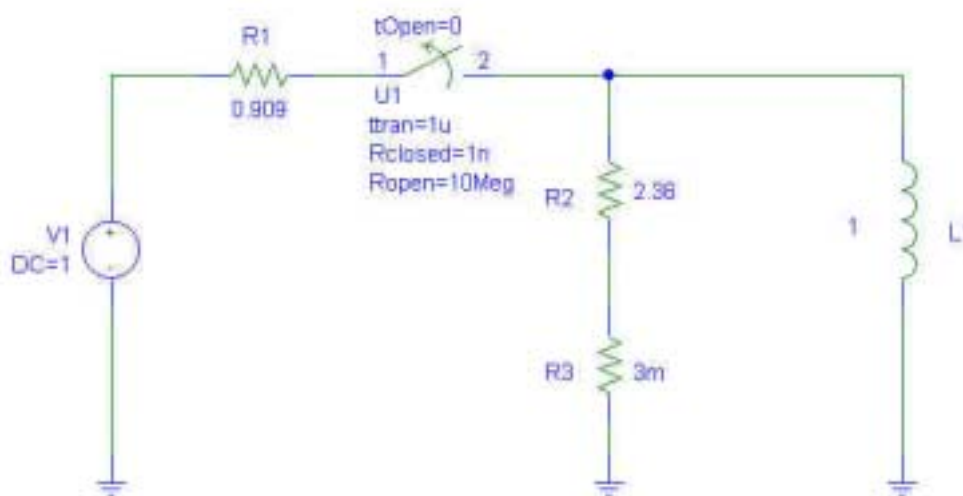 tOpen=0
R1
1
2
0.909
U1
ttran=1u
Rclosed=1n
Ropen=10Meg
R2
2.36
V1
DC=1
+
-
1
L
R3
3m